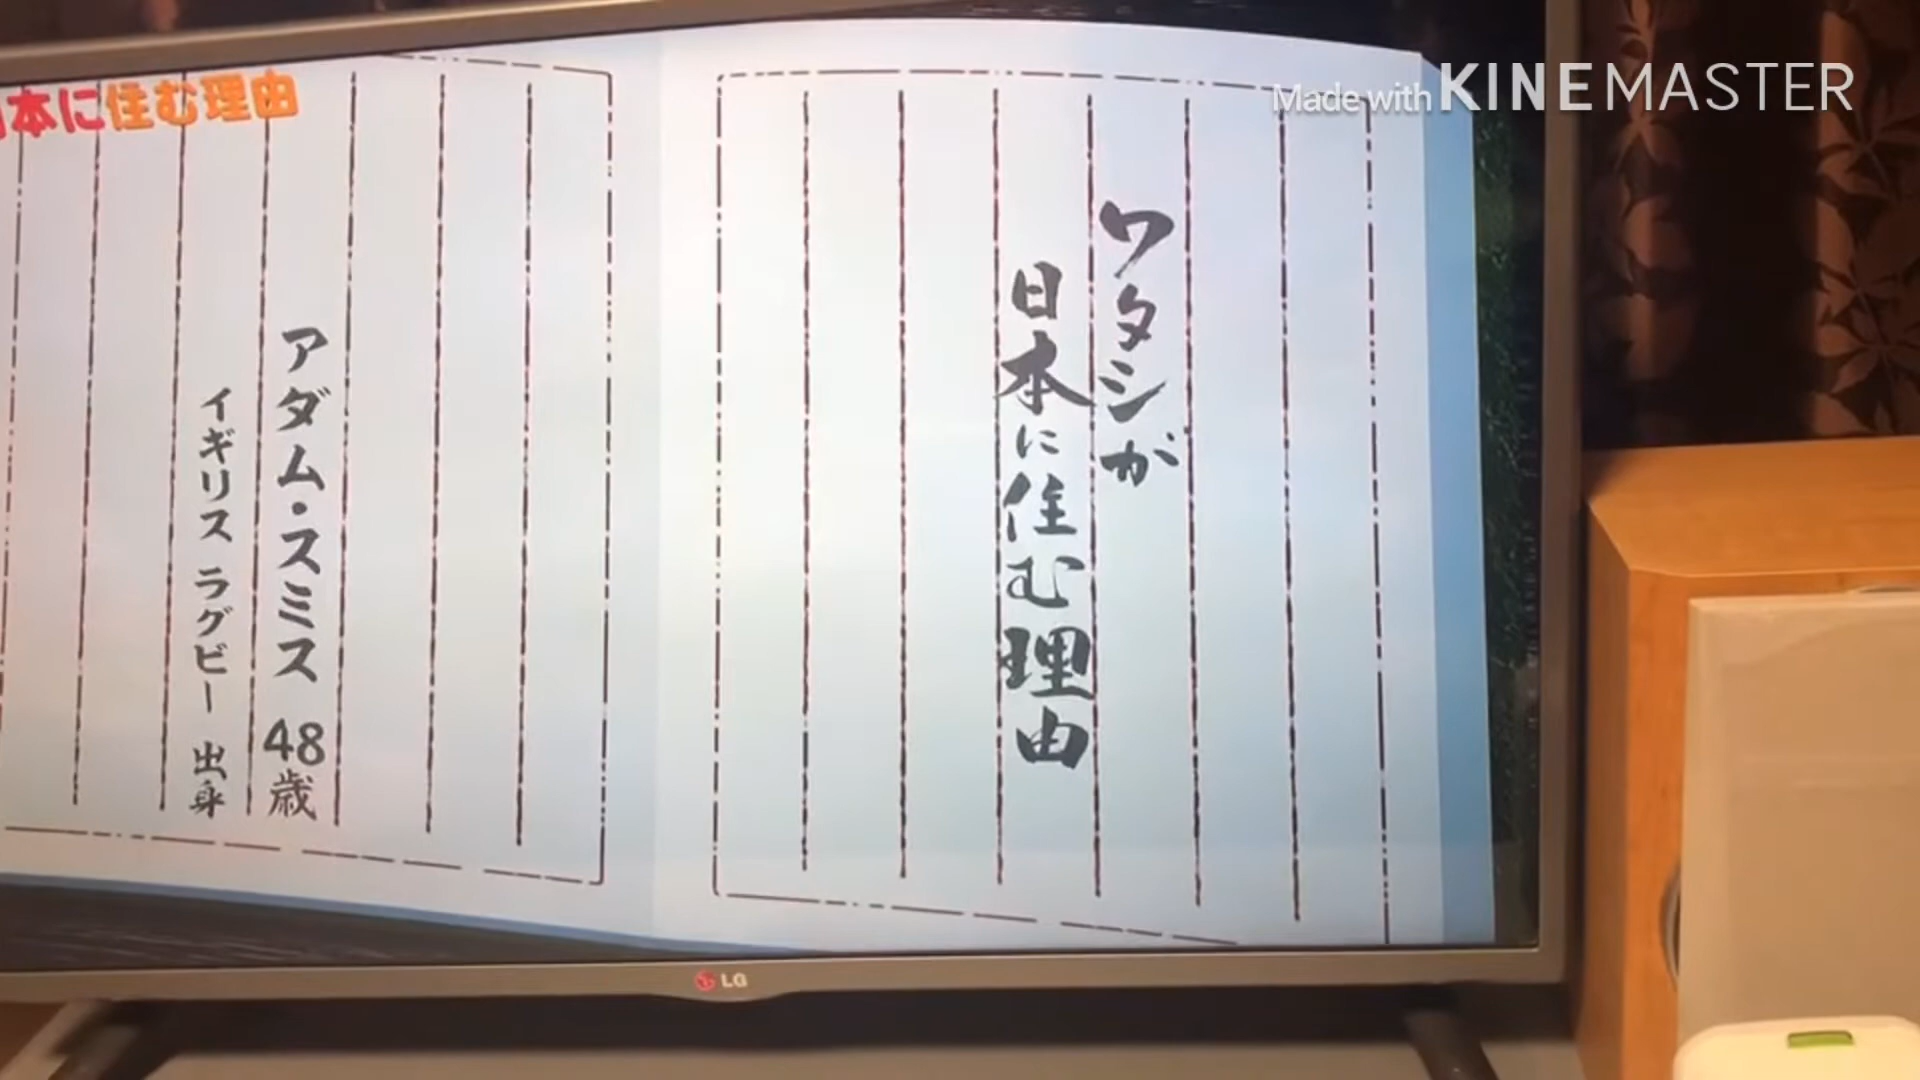 本に住む理由
Made with KINEMASTER
ワタシが
日本に住む理由
アダム・スミス 48歳
イギリス ラグビー 出身
LG